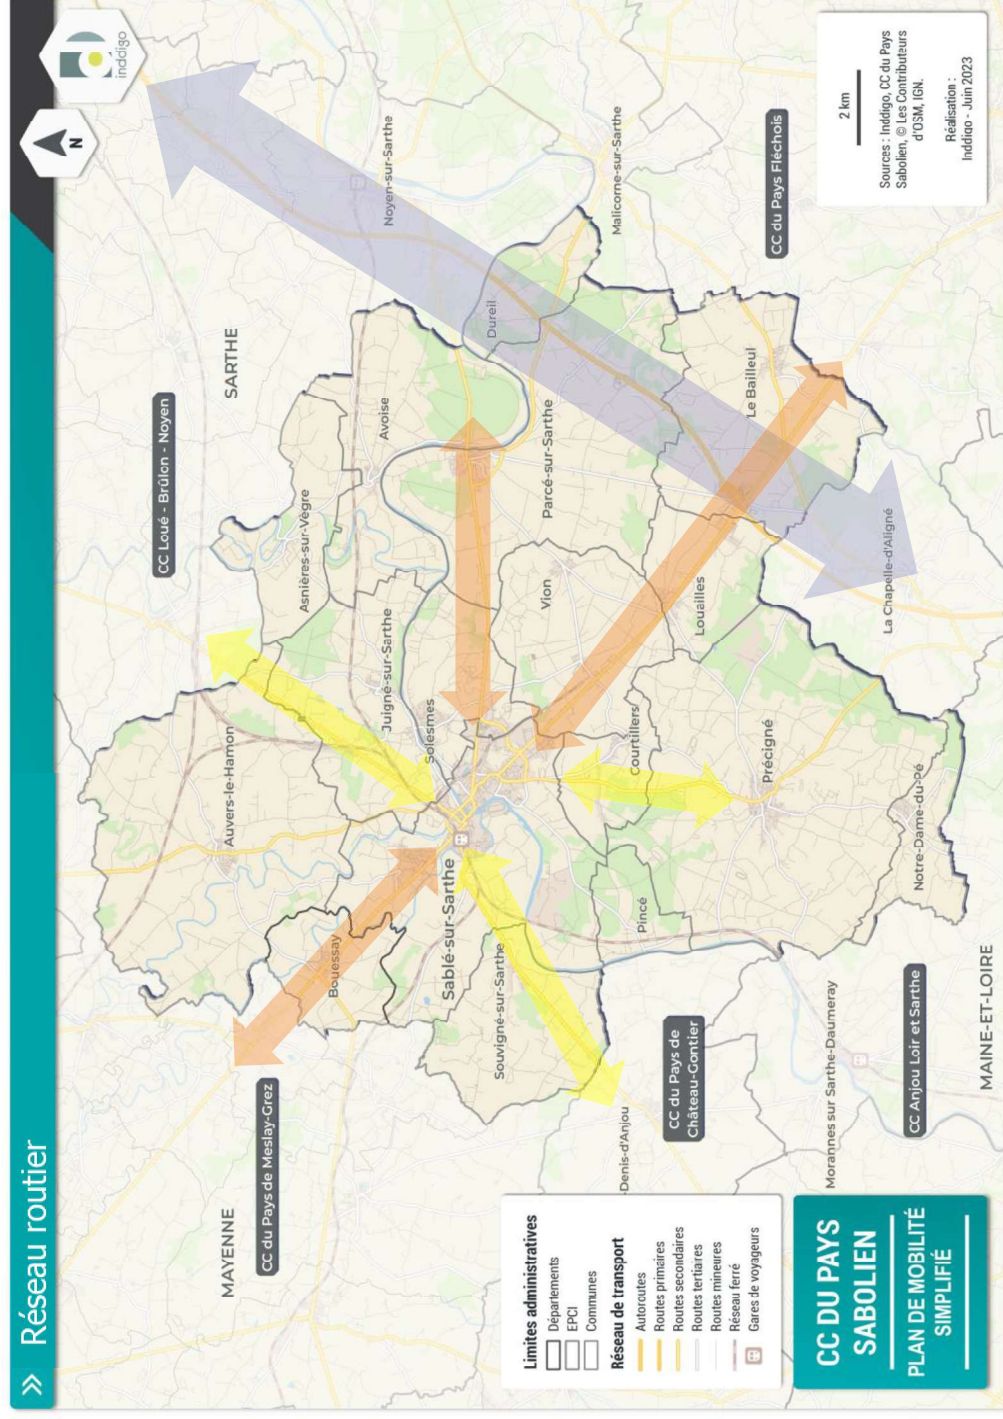 Réseau routier
inddigo
N
MAYENNE
SARTHE
MAINE-ET-LOIRE
CC du Pays de Meslay-Grez
CC Loué - Brûlon - Noyen
CC du Pays Fléchois
CC du Pays de
Château-Gontier
CC Anjou Loir et Sarthe
Auvers-le-Hamon
Bouessay
Asnières-sur-Vègre
Avoise
Juigné-sur-Sarthe
Solesmes
Noyen-sur-Sarthe
Sablé-sur-Sarthe
Souvigné-sur-Sarthe
Dureil
Parcé-sur-Sarthe
Malicorne-sur-Sarthe
Vion
Courtillers
Louailles
Le Bailleul
Pincé
Précigné
-Denis-d'Anjou
La Chapelle-d'Aligné
Notre-Dame-du-Pé
Morannes sur Sarthe-Daumeray
Limites administratives
Départements
EPCI
Communes
Réseau de transport
Autoroutes
Routes primaires
Routes secondaires
Routes tertiaires
Routes mineures
Réseau ferré
Gares de voyageurs
CC DU PAYS
SABOLIEN
PLAN DE MOBILITÉ
SIMPLIFIÉ
2 km
Sources : Inddigo, CC du Pays
Sabolien, © Les Contributeurs
d'OSM, IGN.
Réalisation :
Inddigo - Juin 2023